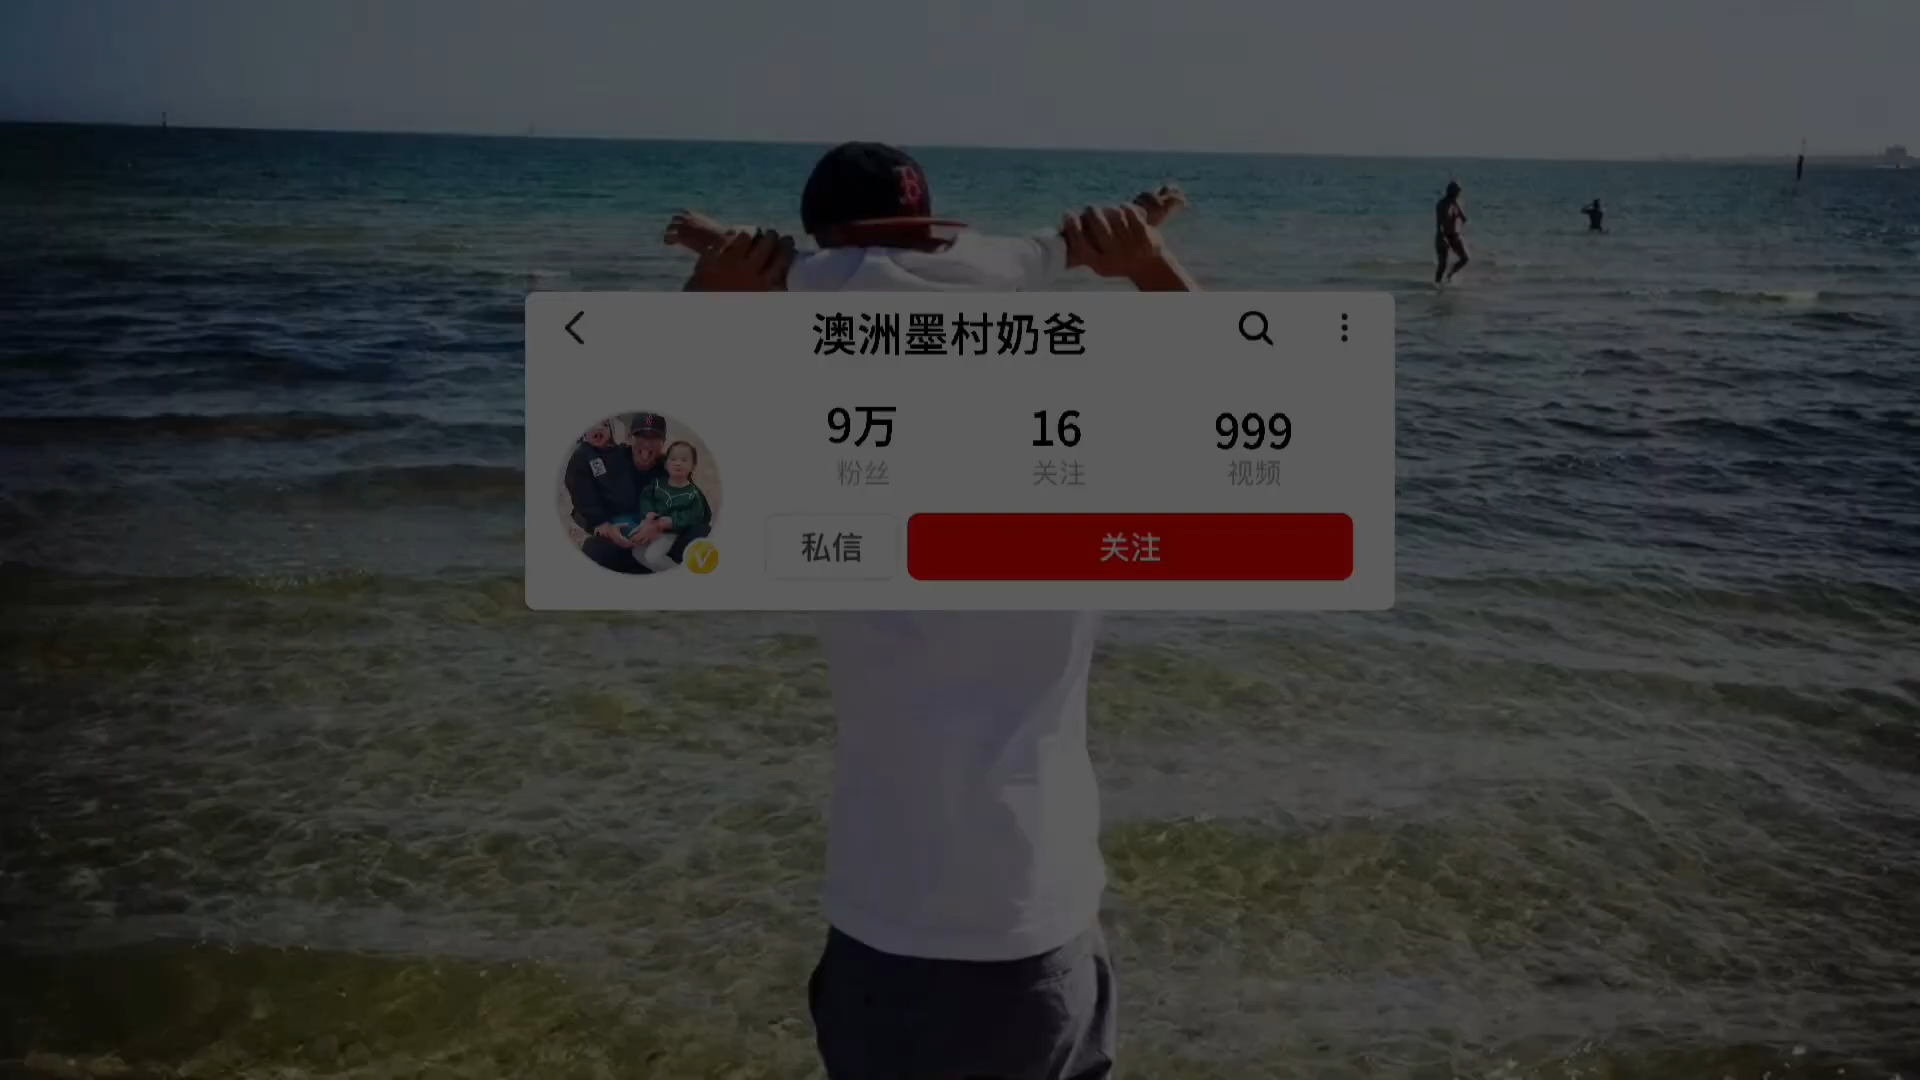 澳洲墨村奶爸
9万 16 999
粉丝 关注 视频
私信 关注